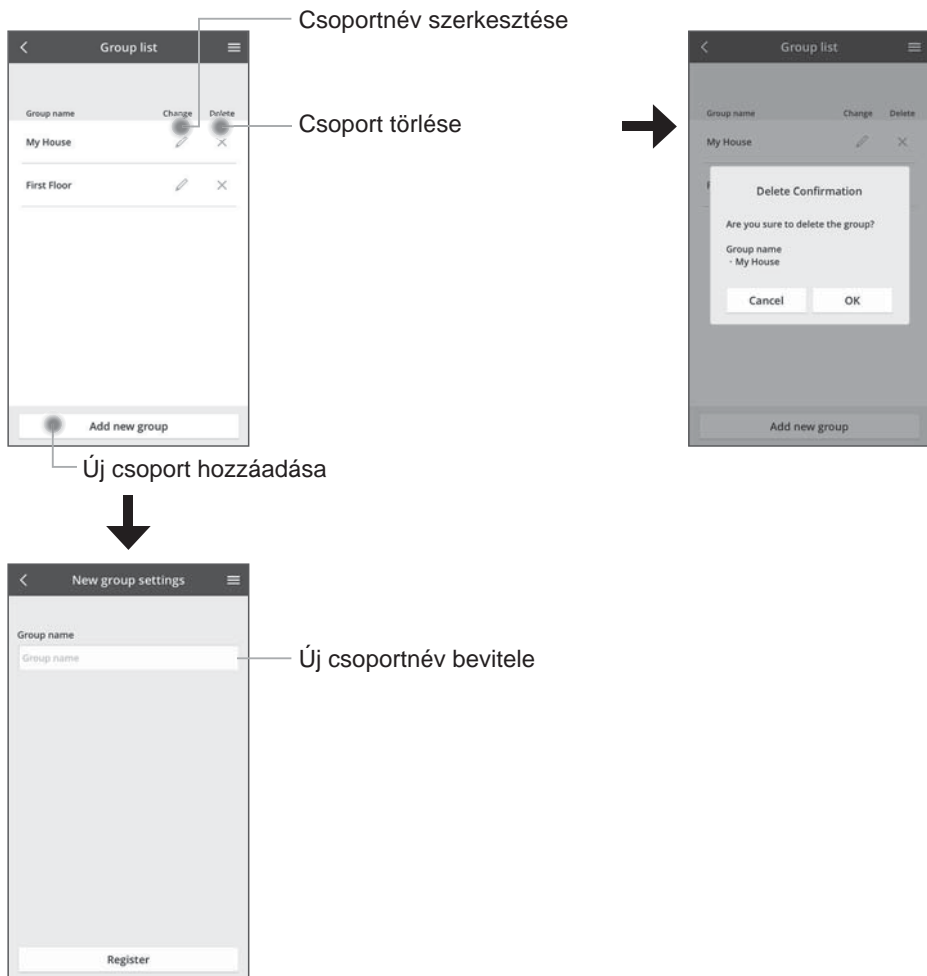 Csoportnév szerkesztése
Group list
Group name Change Delete
Csoport törlése
My House
First Floor
Add new group
Új csoport hozzáadása
Group list
Group name Change Delete
My House
F
Delete Confirmation
Are you sure to delete the group?
Group name
· My House
Cancel OK
Add new group
New group settings
Group name
Group name
Új csoportnév bevitele
Register